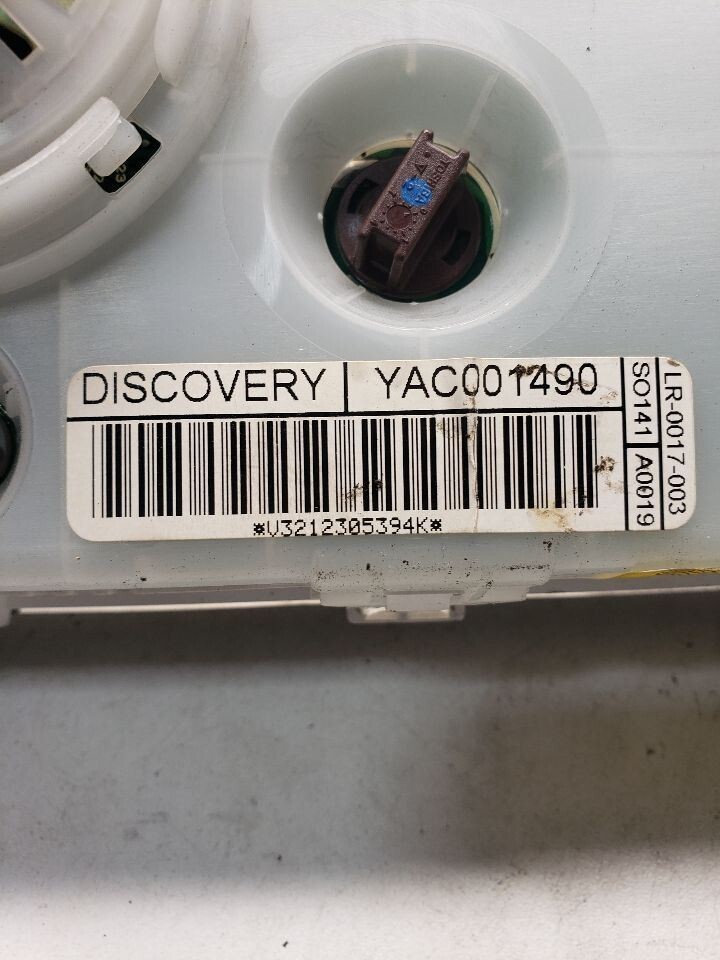 DISCOVERY
YAC001490
*V3212305394K*
SO141
A0019
LR-0017-003